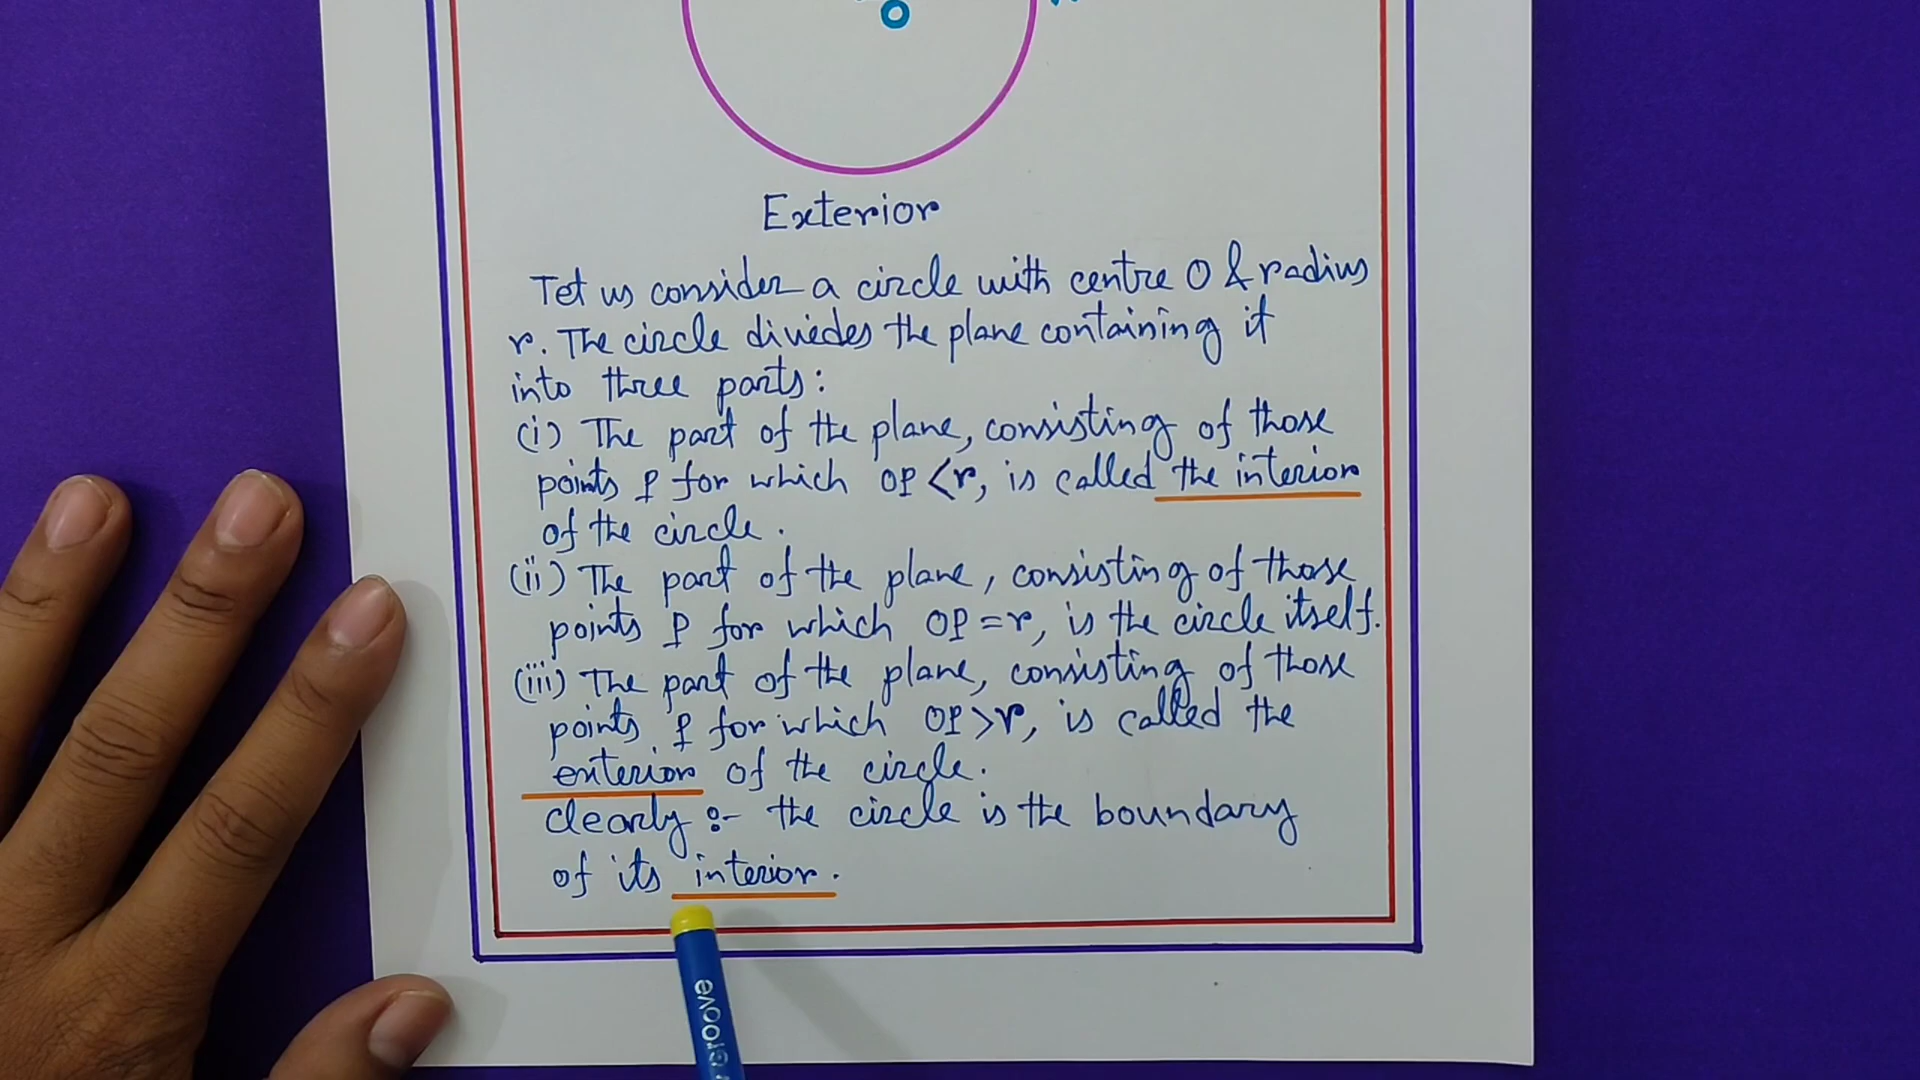 O
Exterior
Tet us consider a circle with centre O & radius
r. The circle diviedes the plane containing it
into three parts:
(i) The part of the plane, consisting of those
points P for which OP < r, is called the interior
of the circle.
(ii) The part of the plane, consisting of those
points P for which OP = r, is the circle itself.
(iii) The part of the plane, consisting of those
points P for which OP > r, is called the
exterior of the circle.
clearly :- the circle is the boundary
of its interior.
GROOVE